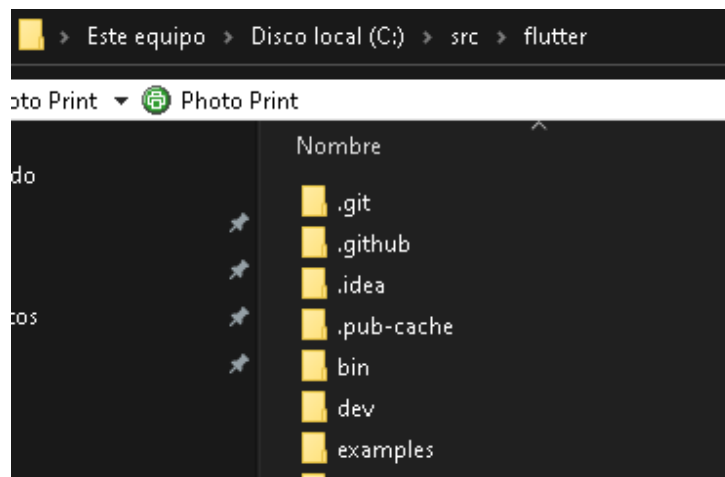 Este equipo > Disco local (C:) > src > flutter
oto Print Photo Print
Nombre
do
.git
.github
.idea
cos
.pub-cache
bin
dev
examples